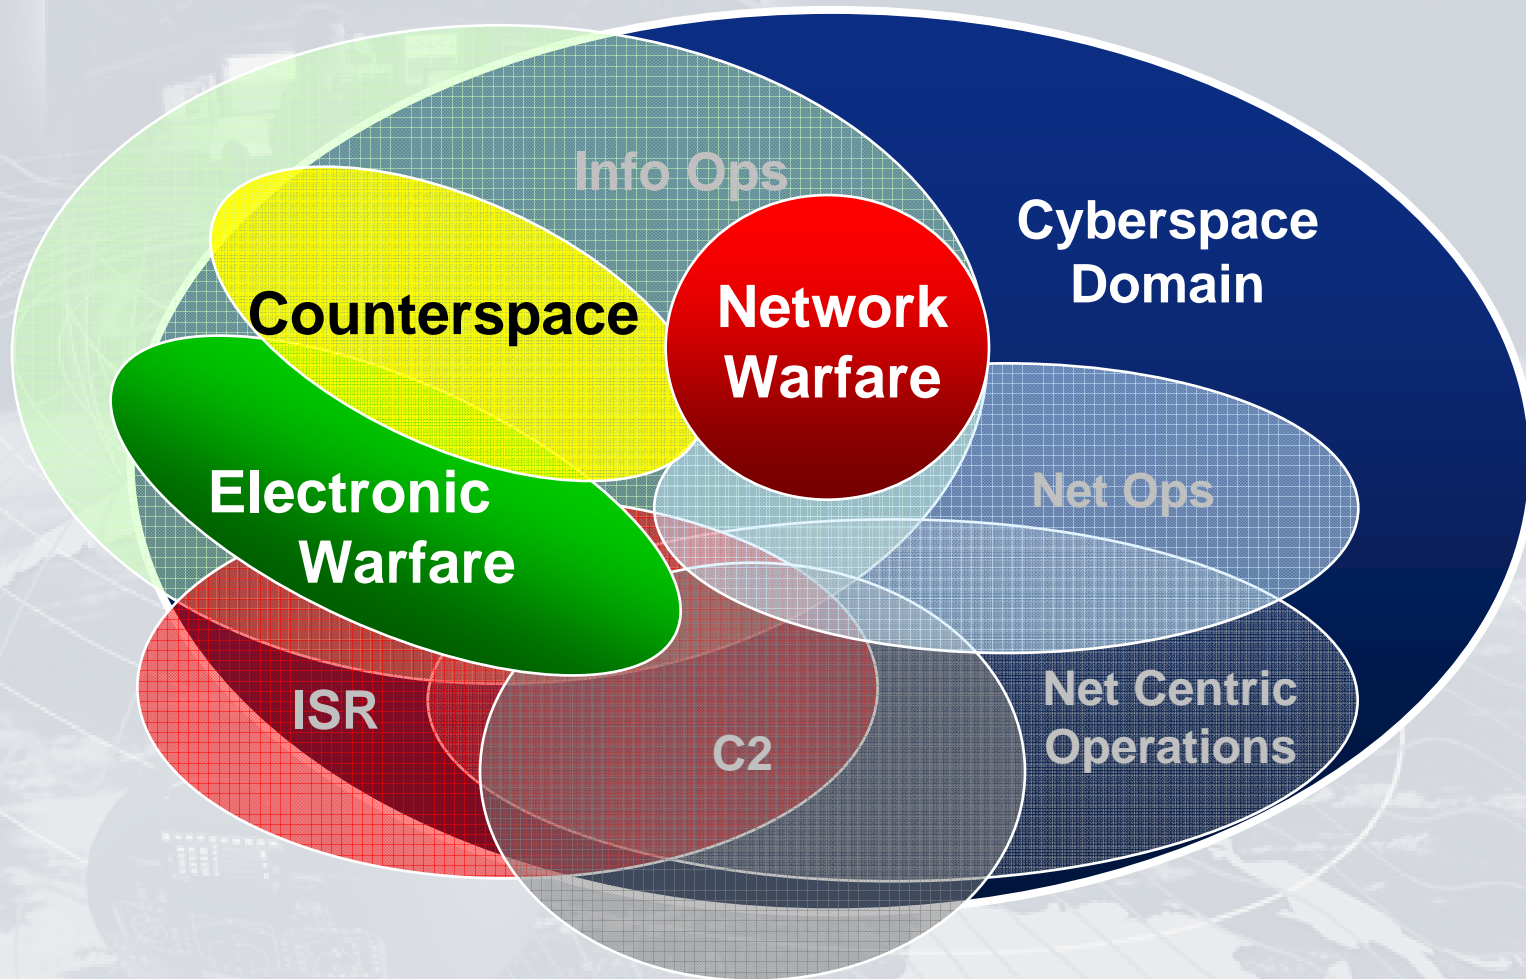 Info Ops
Cyberspace
Domain
Counterspace
Network
Warfare
Electronic
Warfare
Net Ops
ISR
C2
Net Centric
Operations